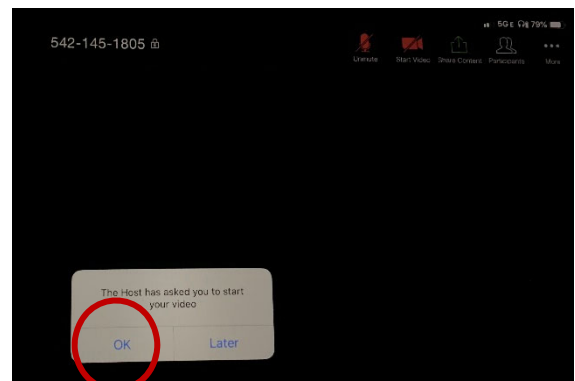 5G E 79%
542-145-1805
Unmute Start Video Share Content Participants More
The Host has asked you to start
your video
OK Later